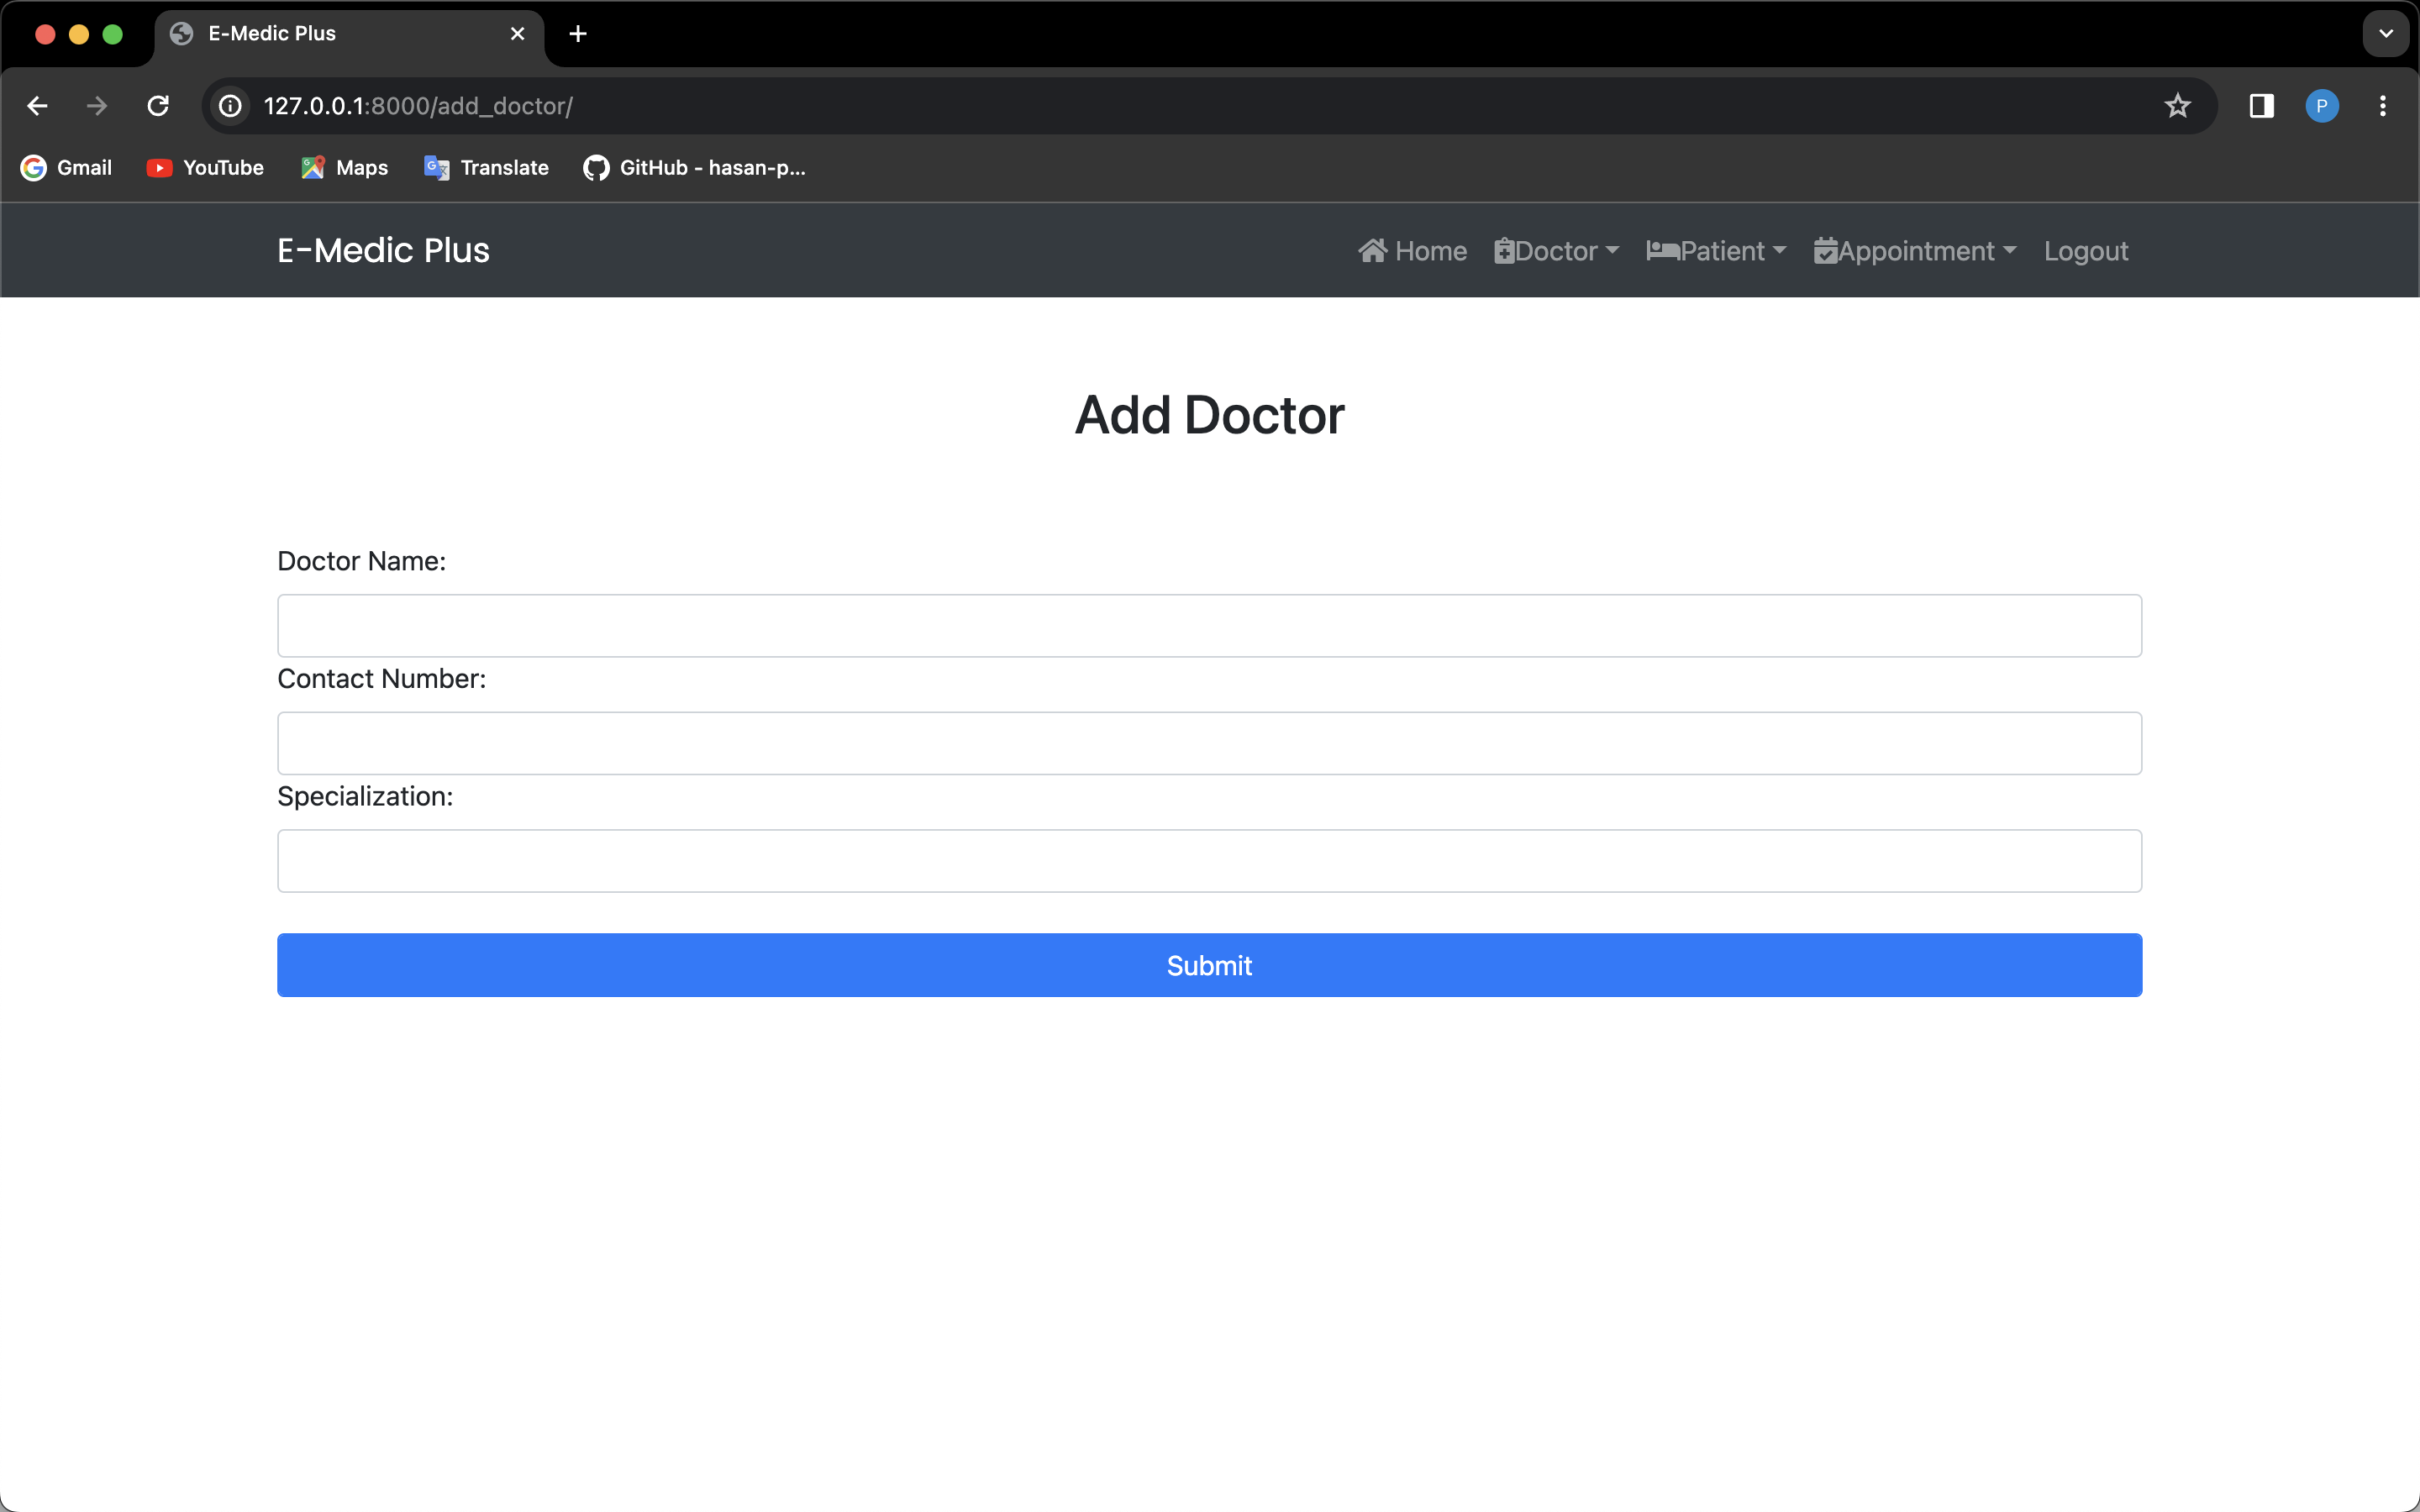 E-Medic Plus
127.0.0.1:8000/add_doctor/
P
Gmail YouTube Maps Translate GitHub - hasan-p...
E-Medic Plus Home Doctor Patient Appointment Logout
Add Doctor
Doctor Name:
Contact Number:
Specialization:
Submit